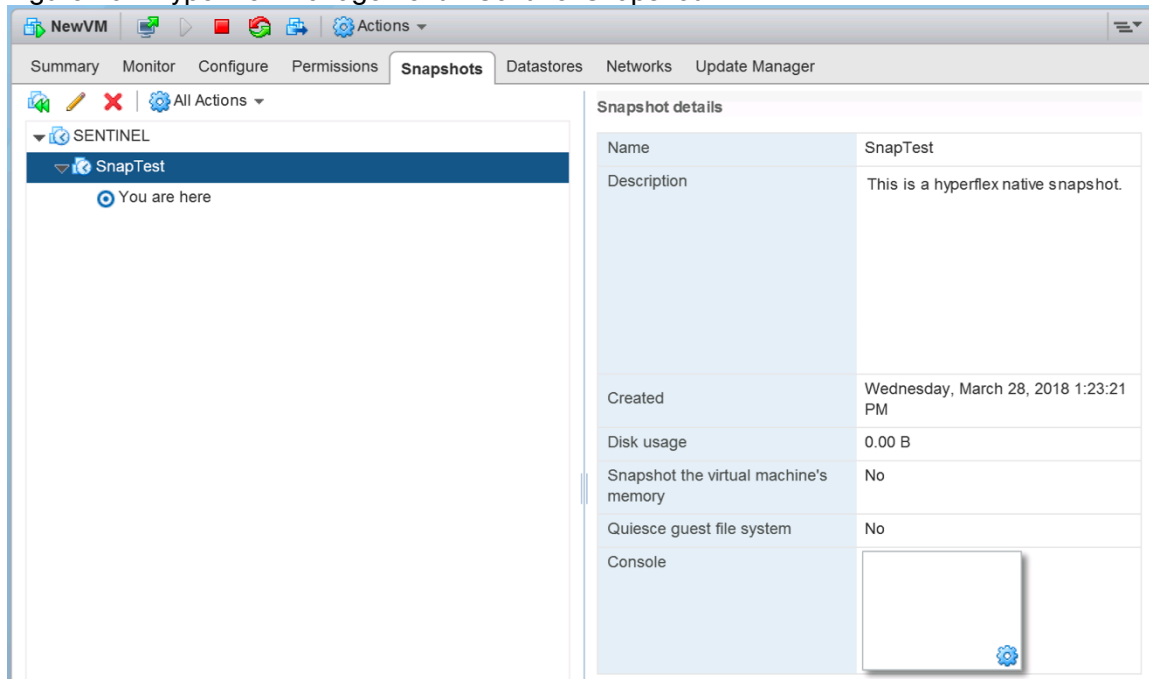 NewVM Actions
Summary Monitor Configure Permissions Snapshots Datastores Networks Update Manager
All Actions
SENTINEL
SnapTest
You are here
Snapshot details
Name SnapTest
Description This is a hyperflex native snapshot.
Created Wednesday, March 28, 2018 1:23:21
PM
Disk usage 0.00 B
Snapshot the virtual machine's No
memory
Quiesce guest file system No
Console